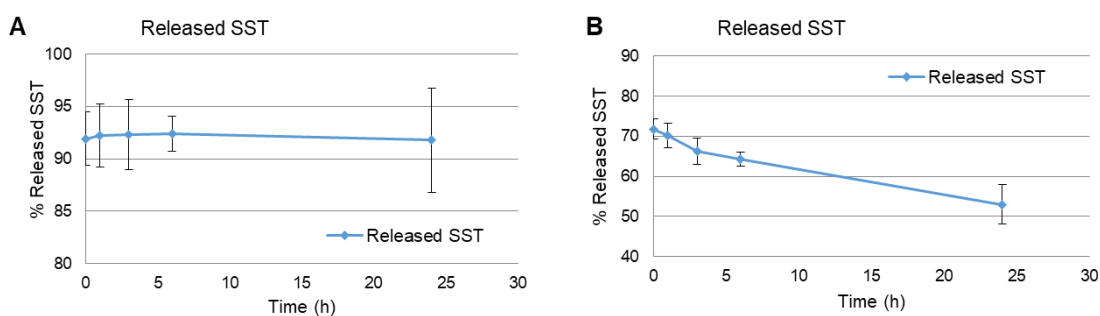 A
Released SST
100
95
90
85
80
% Released SST
Released SST
0 5 10 15 20 25 30
Time (h)
B
Released SST
90
80
70
60
50
40
% Released SST
Released SST
0 5 10 15 20 25 30
Time (h)